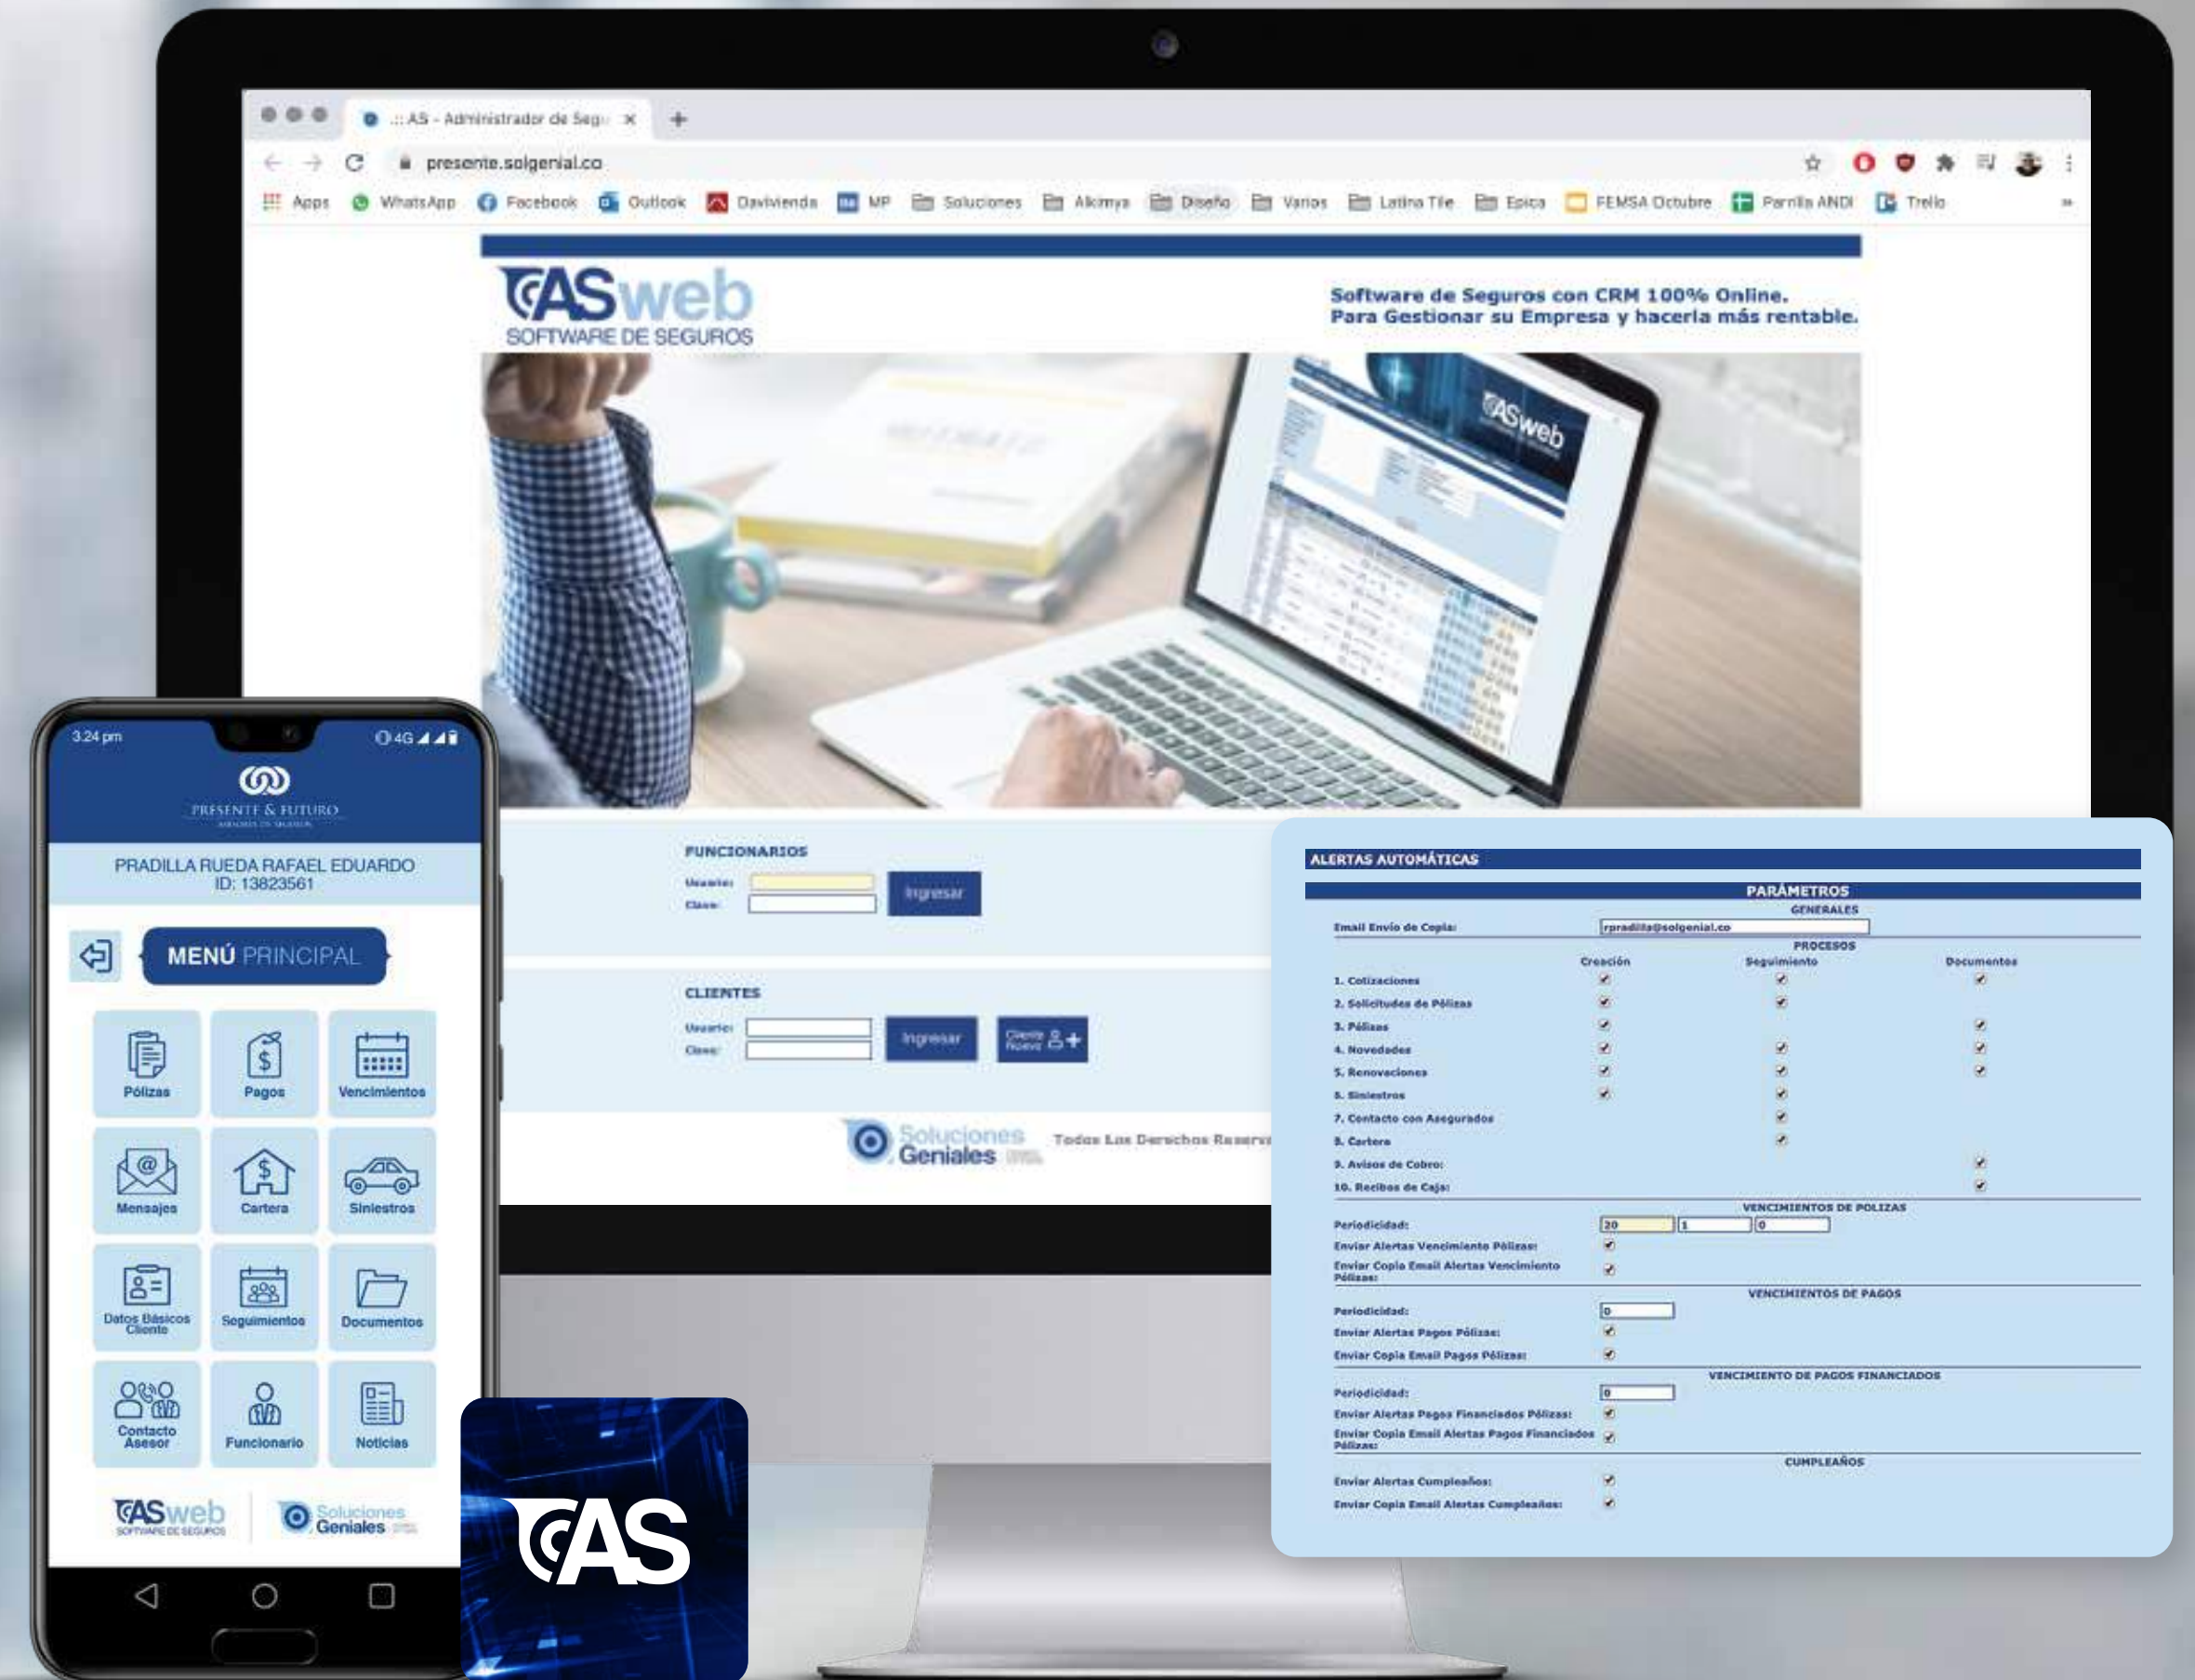 .:: AS - Administrador de Segu
presente.solgenial.co
Apps WhatsApp Facebook Outlook Davivienda MP Soluciones Alkimya Diseño Varios Latina Tile Epica FEMSA Octubre Parrilla ANDI Trello
ASweb
SOFTWARE DE SEGUROS
Software de Seguros con CRM 100% Online.
Para Gestionar su Empresa y hacerla más rentable.
ASweb
FUNCIONARIOS
Usuario:
Clave:
Ingresar
CLIENTES
Usuario:
Clave:
Ingresar
Cliente
Nuevo
Soluciones
Geniales
Todos Los Derechos Reserva
3.24 pm
4G
PRESENTE & FUTURO
ASESORES DE SEGUROS
PRADILLA RUEDA RAFAEL EDUARDO
ID: 13823561
MENÚ PRINCIPAL
Pólizas Pagos Vencimientos
Mensajes Cartera Siniestros
Datos Básicos
Cliente
Seguimientos Documentos
Contacto
Asesor
Funcionario Noticias
ASweb
SOFTWARE DE SEGUROS
Soluciones
Geniales
AS
ALERTAS AUTOMÁTICAS
PARÁMETROS
GENERALES
Email Envío de Copia: rpradilla@solgenial.co
PROCESOS
Creación Seguimiento Documentos
1. Cotizaciones
2. Solicitudes de Pólizas
3. Pólizas
4. Novedades
5. Renovaciones
6. Siniestros
7. Contacto con Asegurados
8. Cartera
9. Avisos de Cobro:
10. Recibos de Caja:
VENCIMIENTOS DE POLIZAS
Periodicidad: 20 1 0
Enviar Alertas Vencimiento Pólizas:
Enviar Copia Email Alertas Vencimiento
Pólizas:
VENCIMIENTOS DE PAGOS
Periodicidad: 0
Enviar Alertas Pagos Pólizas:
Enviar Copia Email Pagos Pólizas:
VENCIMIENTO DE PAGOS FINANCIADOS
Periodicidad: 0
Enviar Alertas Pagos Financiados Pólizas:
Enviar Copia Email Alertas Pagos Financiados
Pólizas:
CUMPLEAÑOS
Enviar Alertas Cumpleaños:
Enviar Copia Email Alertas Cumpleaños: